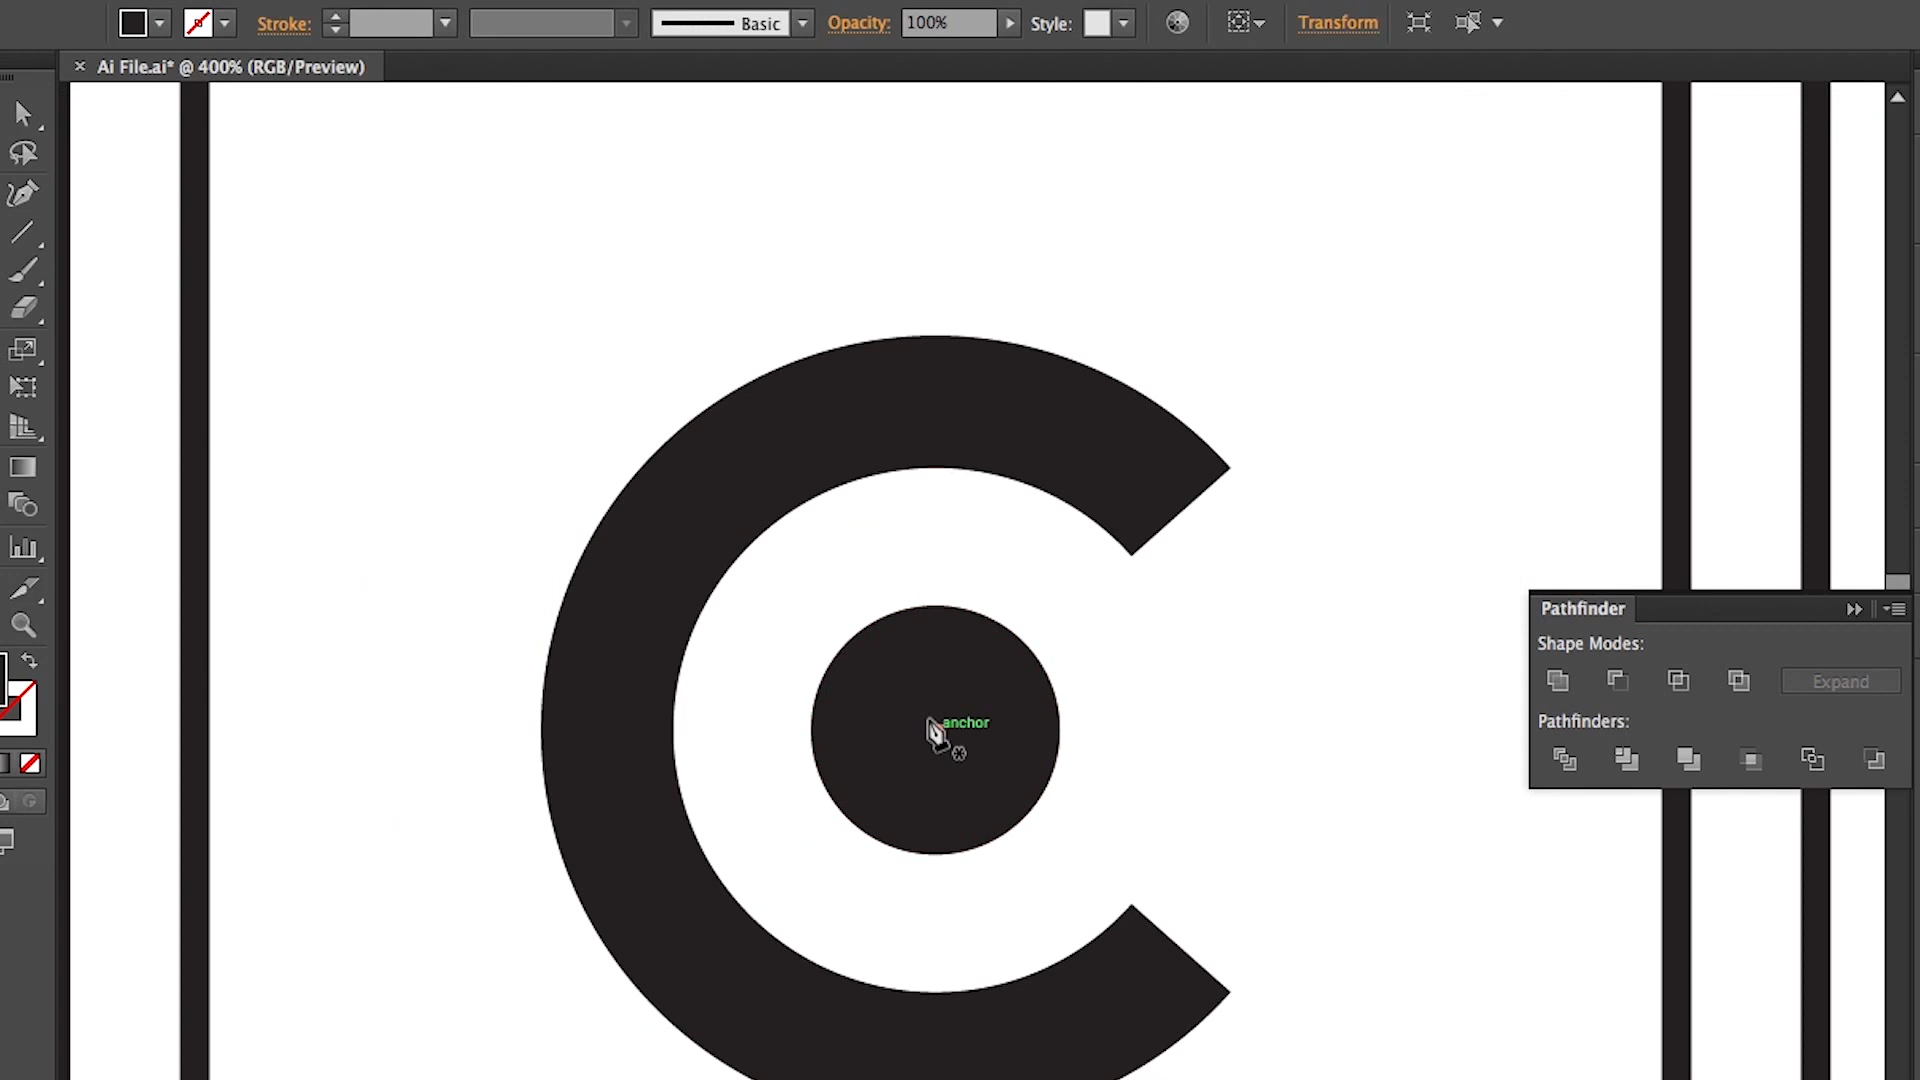 Stroke: Basic Opacity: 100% Style: Transform
Ai File.ai* @ 400% (RGB/Preview)
anchor
Pathfinder
Shape Modes:
Expand
Pathfinders: